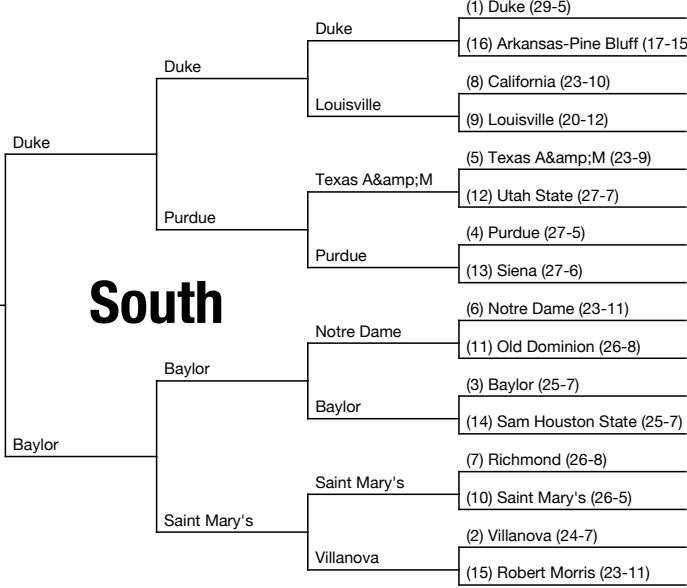 (1) Duke (29-5)
Duke
(16) Arkansas-Pine Bluff (17-15
Duke
(8) California (23-10)
Louisville
(9) Louisville (20-12)
Duke
(5) Texas A&amp;M (23-9)
Texas A&amp;M
(12) Utah State (27-7)
Purdue
(4) Purdue (27-5)
Purdue
(13) Siena (27-6)
South
(6) Notre Dame (23-11)
Notre Dame
(11) Old Dominion (26-8)
Baylor
(3) Baylor (25-7)
Baylor
(14) Sam Houston State (25-7)
Baylor
(7) Richmond (26-8)
Saint Mary's
(10) Saint Mary's (26-5)
Saint Mary's
(2) Villanova (24-7)
Villanova
(15) Robert Morris (23-11)